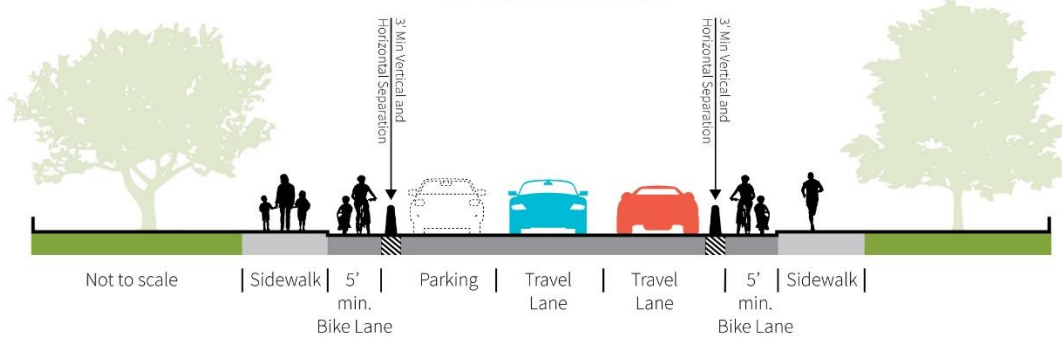 3' Min Vertical and
Horizontal Separation
3' Min Vertical and
Horizontal Separation
Not to scale
Sidewalk
5'
min.
Bike Lane
Parking
Travel
Lane
Travel
Lane
5'
min.
Bike Lane
Sidewalk